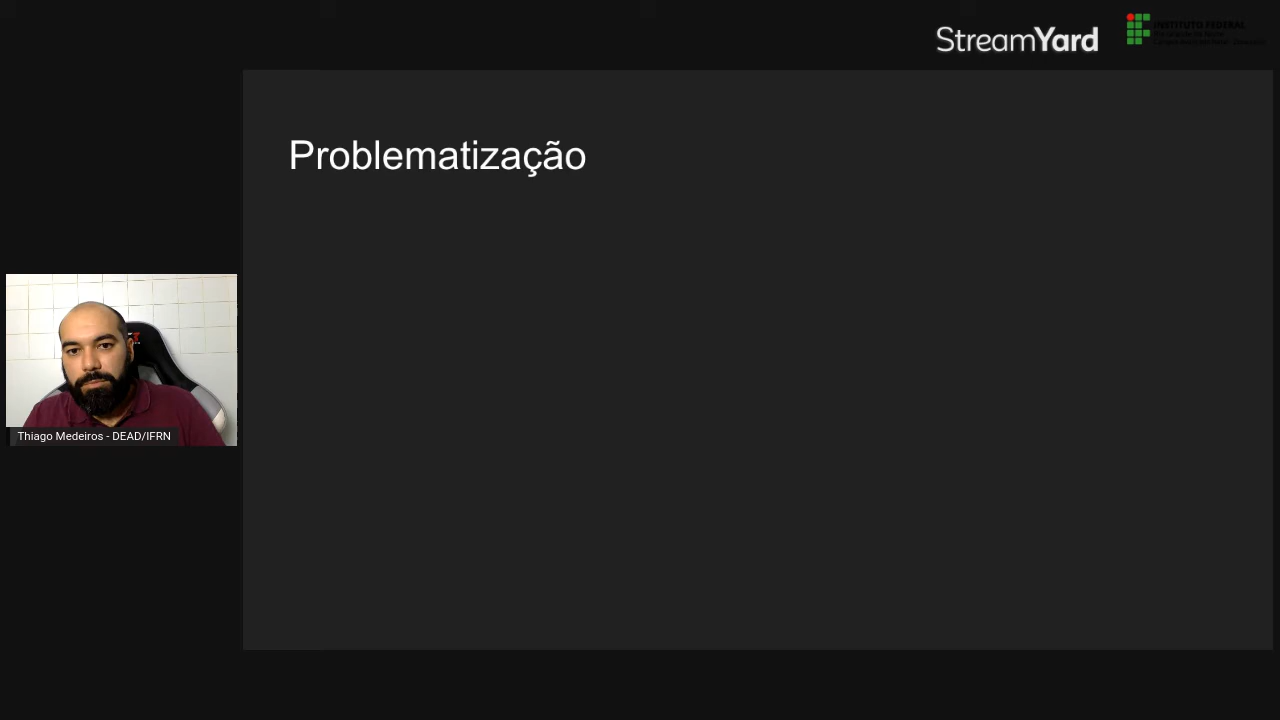 StreamYard
INSTITUTO FEDERAL
Problematização
Thiago Medeiros - DEAD/IFRN